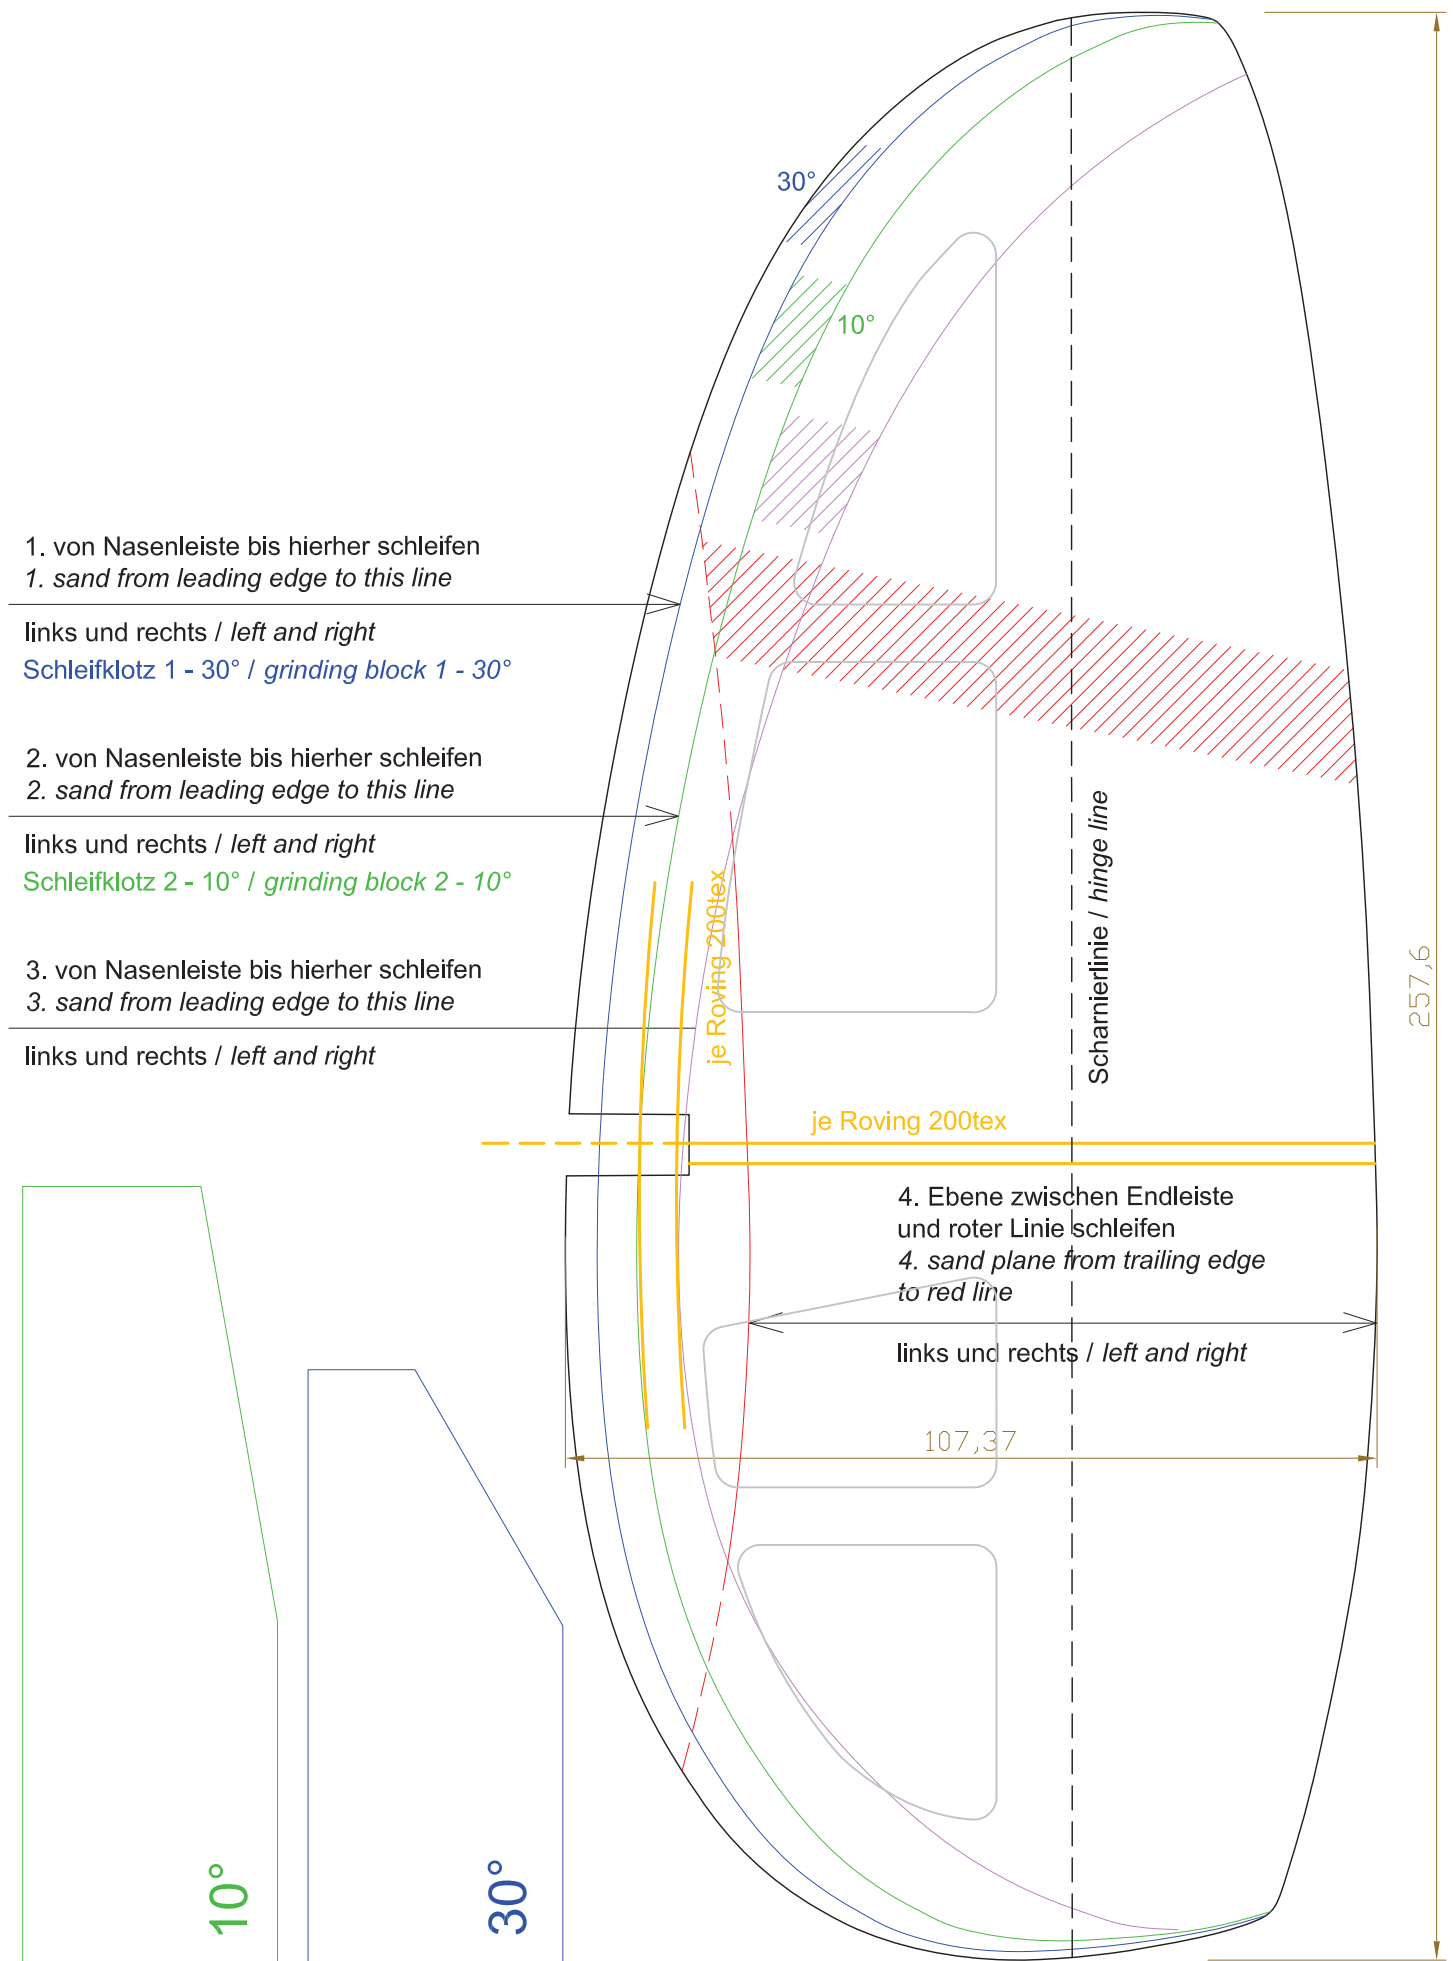 30°
10°
1. von Nasenleiste bis hierher schleifen
1. sand from leading edge to this line
links und rechts / left and right
Schleifklotz 1 - 30° / grinding block 1 - 30°
2. von Nasenleiste bis hierher schleifen
2. sand from leading edge to this line
links und rechts / left and right
Schleifklotz 2 - 10° / grinding block 2 - 10°
3. von Nasenleiste bis hierher schleifen
3. sand from leading edge to this line
links und rechts / left and right
je Roving 200tex
Scharnierlinie / hinge line
257,6
je Roving 200tex
4. Ebene zwischen Endleiste
und roter Linie schleifen
4. sand plane from trailing edge
to red line
links und rechts / left and right
107,37
10°
30°